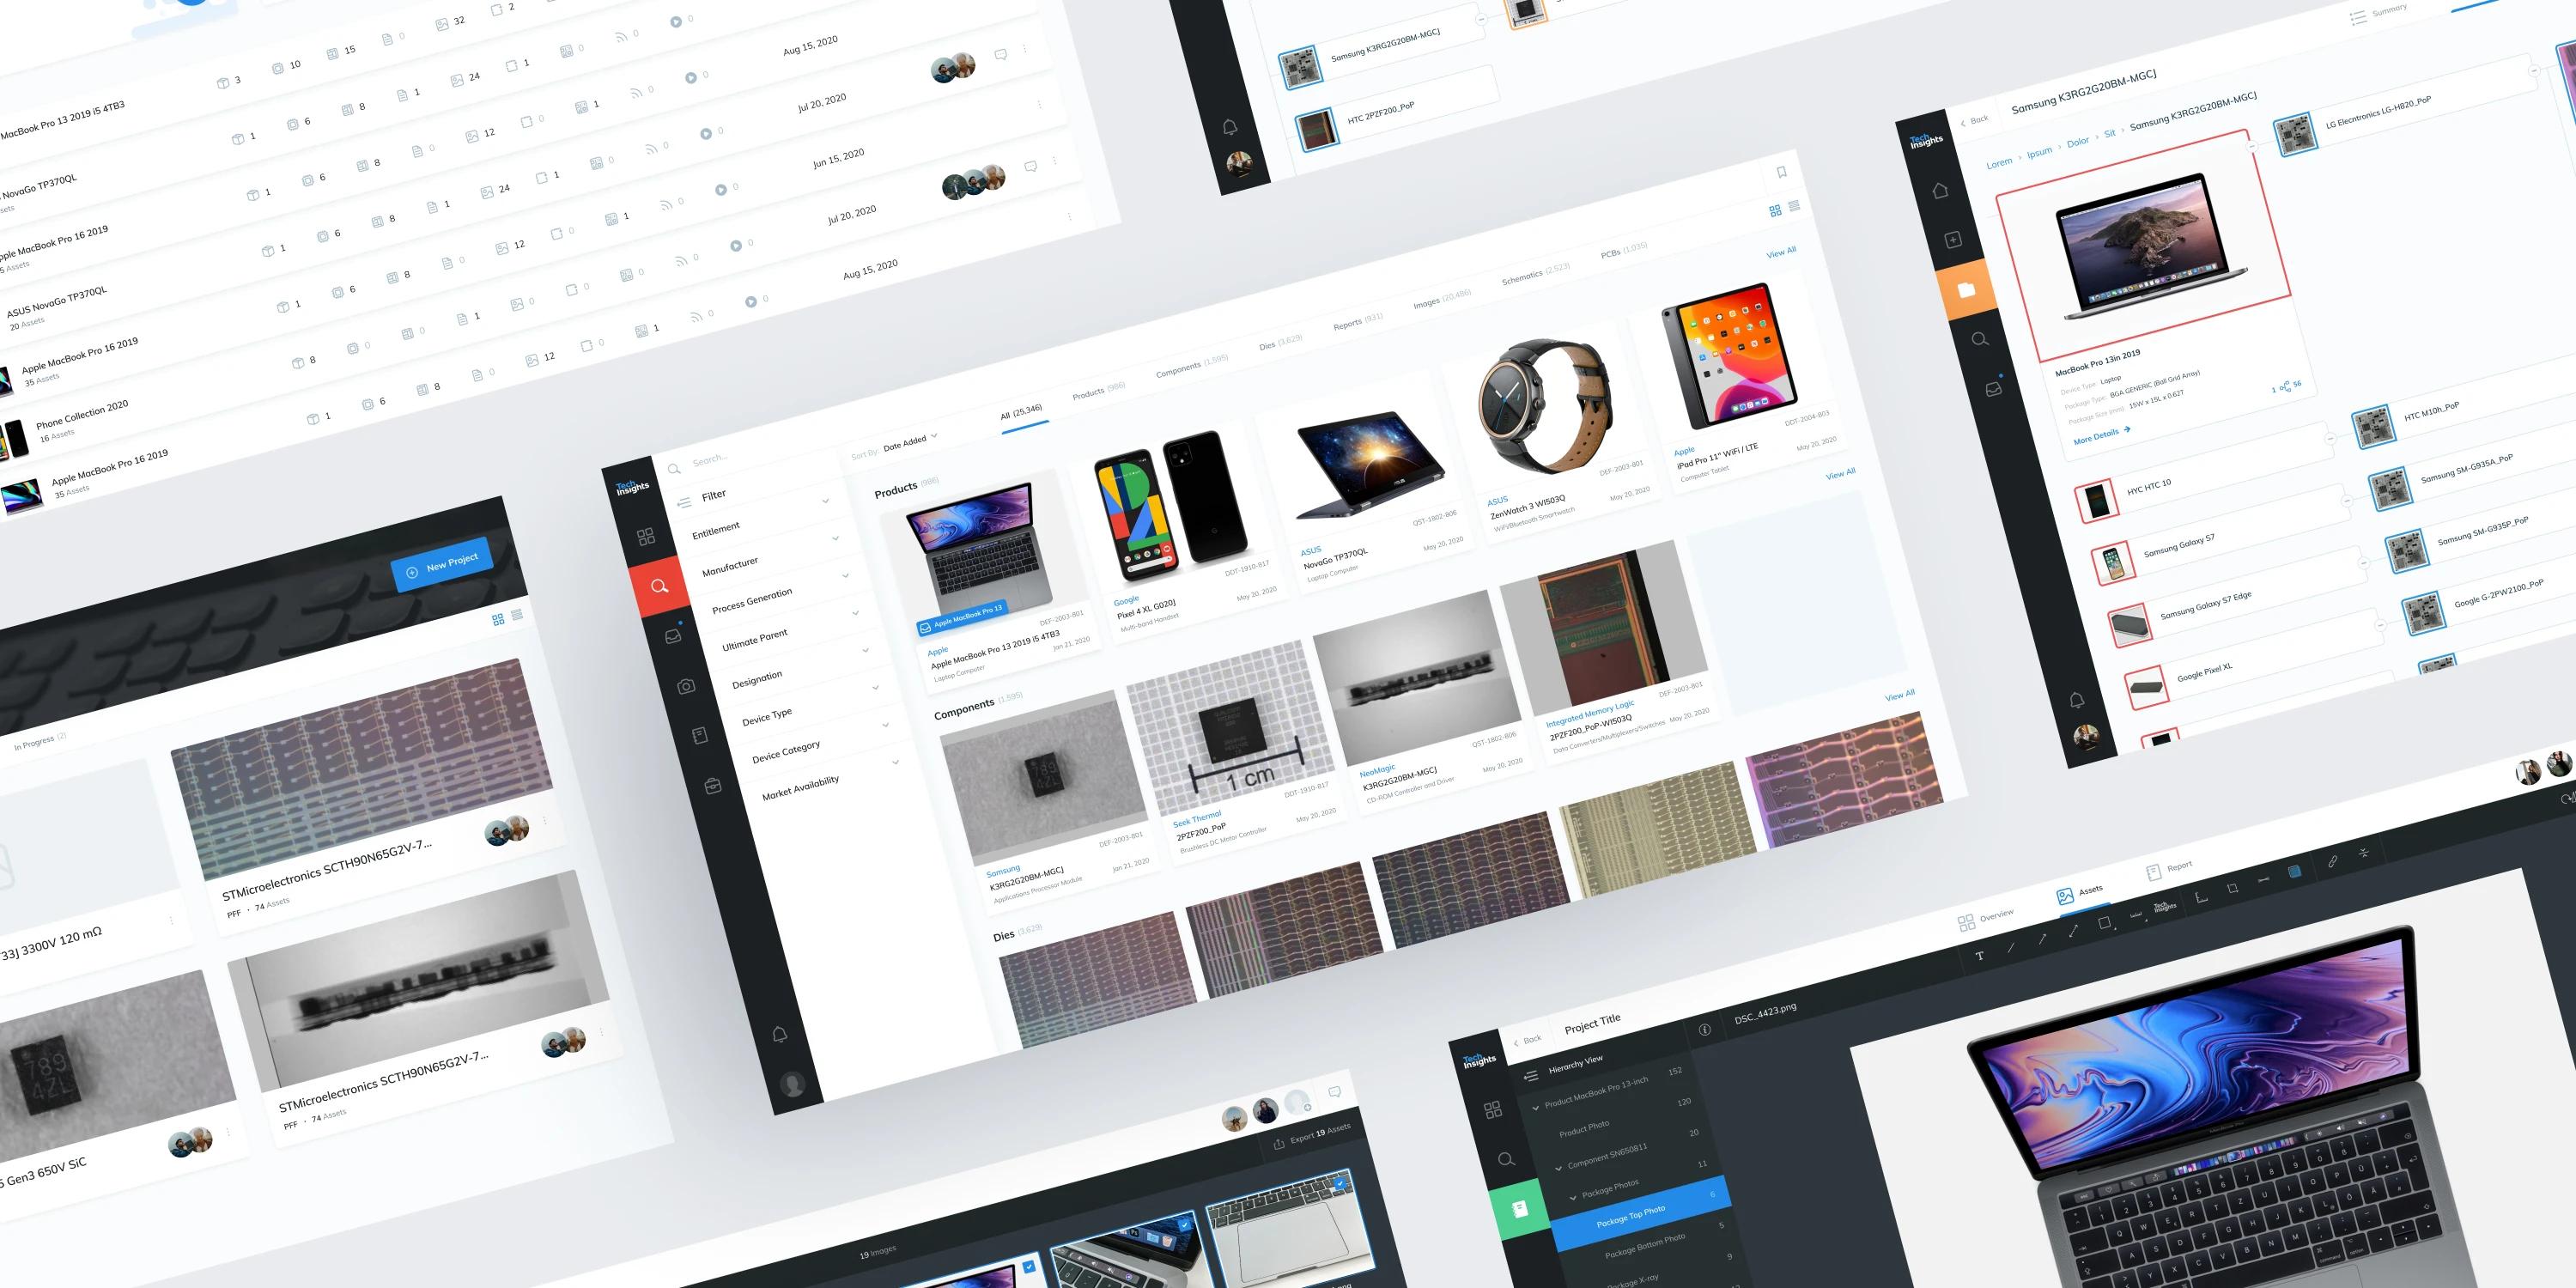 MacBook Pro 13 2019 i5 4TB3
3 10 15 0 32 2
1 6 8 1 24 1 0 0 0
Aug 15, 2020
NovaGo TP370QL
1 6 8 0 12 0 1 0 0
Jul 20, 2020
Apple MacBook Pro 16 2019
5 Assets
1 6 8 1 24 1 0 0 0
Jun 15, 2020
ASUS NovaGo TP370QL
20 Assets
1 6 8 0 12 0 1 0 0
Jul 20, 2020
Apple MacBook Pro 16 2019
35 Assets
8 0 0 1 0 0 0 0 0
Aug 15, 2020
Phone Collection 2020
16 Assets
1 6 8 0 12 0 1 0 0
Apple MacBook Pro 16 2019
35 Assets
New Project
In Progress (2)
STMicroelectronics SCTH90N65G2V-7...
PFF · 74 Assets
33J 3300V 120 mΩ
STMicroelectronics SCTH90N65G2V-7...
PFF · 74 Assets
789
4ZL
Gen3 650V SiC
Samsung K3RG2G20BM-MGCJ
HTC 2PZF200_PoP
Tech
Insights
Search...
Filter
Entitlement
Manufacturer
Process Generation
Ultimate Parent
Designation
Device Type
Device Category
Market Availability
Sort By: Date Added
All (25,346)
Products (986)
Components (1,595)
Dies (3,629)
Reports (931)
Images (20,486)
Schematics (2,523)
PCBs (1,035)
Products (986)
View All
Apple MacBook Pro 13
DEF-2003-801
Apple
Apple MacBook Pro 13 2019 i5 4TB3
Laptop Computer
Jan 21, 2020
DDT-1910-817
Google
Pixel 4 XL G020J
Multi-band Handset
May 20, 2020
QST-1802-806
ASUS
NovaGo TP370QL
Laptop Computer
May 20, 2020
DEF-2003-801
ASUS
ZenWatch 3 WI503Q
WiFi/Bluetooth Smartwatch
May 20, 2020
DDT-2004-803
Apple
iPad Pro 11" WiFi / LTE
Computer Tablet
May 20, 2020
Components (1,595)
View All
DEF-2003-801
Samsung
K3RG2G20BM-MGCJ
Applications Processor Module
Jan 21, 2020
1 cm
DDT-1910-817
Seek Thermal
2PZF200_PoP
Brushless DC Motor Controller
May 20, 2020
QST-1802-806
NeoMagic
K3RG2G20BM-MGCJ
CD-ROM Controller and Driver
May 20, 2020
DEF-2003-801
Integrated Memory Logic
2PZF200_PoP-WI503Q
Data Converters/Multiplexers/Switches
May 20, 2020
Dies (3,629)
View All
Tech
Insights
Back
Samsung K3RG2G20BM-MGCJ
Summary
Lorem > Ipsum > Dolor > Sit > Samsung K3RG2G20BM-MGCJ
MacBook Pro 13in 2019
Device Type: Laptop
Package Type: BGA GENERIC (Ball Grid Array)
Package Size (mm): 15W x 15L x 0.62T
More Details
1 56
LG Elecntronics LG-H820_PoP
HTC M10h_PoP
Samsung SM-G935A_PoP
Samsung SM-G935P_PoP
Google G-2PW2100_PoP
HYC HTC 10
Samsung Galaxy S7
Samsung Galaxy S7 Edge
Google Pixel XL
Export 19 Assets
19 Images
Tech
Insights
Back
Project Title
Overview
Assets
Report
Hierarchy View
DSC_4423.png
T
Tech
Insights
Product MacBook Pro 13-inch 152
Product Photo 120
Component SN650811 20
Package Photos 11
Package Top Photo 6
Package Bottom Photo 5
Package X-ray 9